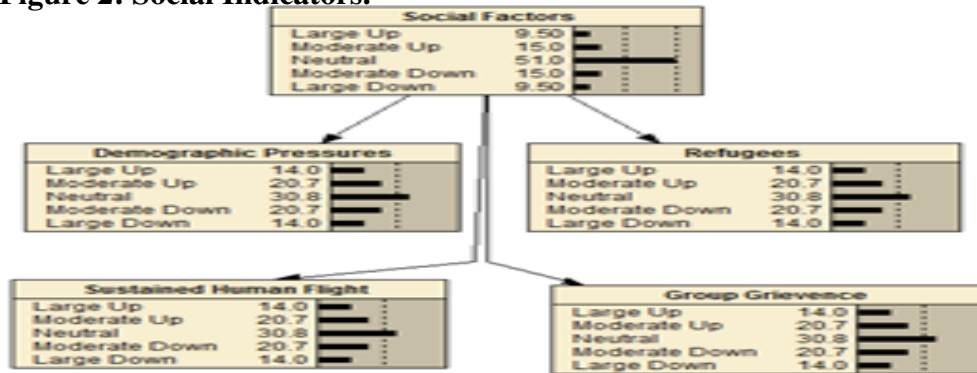 Figure 2: Social Indicators.
Social Factors
Large Up 9.50
Moderate Up 15.0
Neutral 51.0
Moderate Down 15.0
Large Down 9.50
Demographic Pressures
Large Up 14.0
Moderate Up 20.7
Neutral 30.8
Moderate Down 20.7
Large Down 14.0
Refugees
Large Up 14.0
Moderate Up 20.7
Neutral 30.8
Moderate Down 20.7
Large Down 14.0
Sustained Human Flight
Large Up 14.0
Moderate Up 20.7
Neutral 30.8
Moderate Down 20.7
Large Down 14.0
Group Grievence
Large Up 14.0
Moderate Up 20.7
Neutral 30.8
Moderate Down 20.7
Large Down 14.0